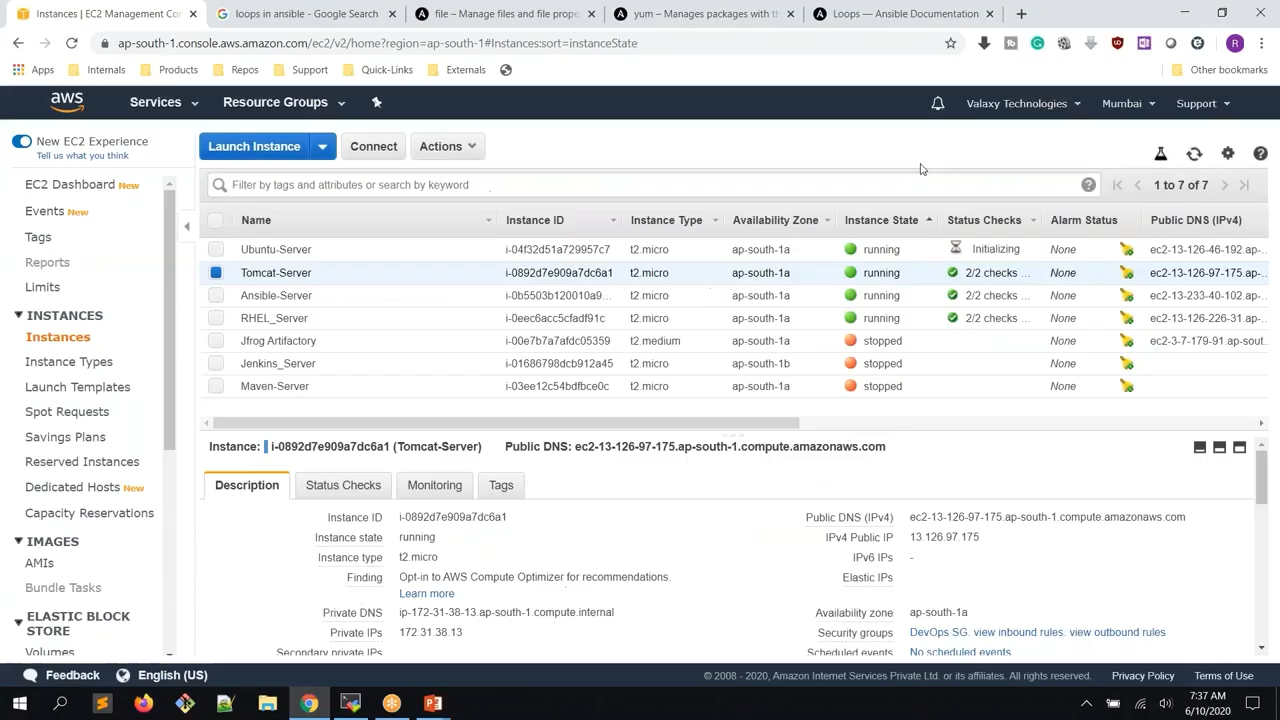 Instances | EC2 Management Con
loops in ansible - Google Search
file – Manage files and file prope
yum – Manages packages with th
Loops — Ansible Documentation
ap-south-1.console.aws.amazon.com/ec2/v2/home?region=ap-south-1#Instances:sort=instanceState
Apps Internals Products Repos Support Quick-Links Externals Other bookmarks
aws Services Resource Groups Valaxy Technologies Mumbai Support
New EC2 Experience
Tell us what you think
EC2 Dashboard New
Events New
Tags
Reports
Limits
INSTANCES
Instances
Instance Types
Launch Templates
Spot Requests
Savings Plans
Reserved Instances
Dedicated Hosts New
Capacity Reservations
IMAGES
AMIs
Bundle Tasks
ELASTIC BLOCK
STORE
Volumes
Launch Instance Connect Actions
Filter by tags and attributes or search by keyword 1 to 7 of 7
Name Instance ID Instance Type Availability Zone Instance State Status Checks Alarm Status Public DNS (IPv4)
Ubuntu-Server i-04f32d51a729957c7 t2.micro ap-south-1a running Initializing None ec2-13-126-46-192.ap-...
Tomcat-Server i-0892d7e909a7dc6a1 t2.micro ap-south-1a running 2/2 checks ... None ec2-13-126-97-175.ap-...
Ansible-Server i-0b5503b120010a9... t2.micro ap-south-1a running 2/2 checks ... None ec2-13-233-40-102.ap-...
RHEL_Server i-0eec6acc5cfadf91c t2.micro ap-south-1a running 2/2 checks ... None ec2-13-126-226-31.ap-...
Jfrog Artifactory i-00e7b7a7afdc05359 t2.medium ap-south-1a stopped None ec2-3-7-179-91.ap-sout...
Jenkins_Server i-01686798dcb912a45 t2.micro ap-south-1b stopped None
Maven-Server i-03ee12c54bdfbce0c t2.micro ap-south-1a stopped None
Instance: i-0892d7e909a7dc6a1 (Tomcat-Server) Public DNS: ec2-13-126-97-175.ap-south-1.compute.amazonaws.com
Description Status Checks Monitoring Tags
Instance ID i-0892d7e909a7dc6a1
Instance state running
Instance type t2.micro
Finding Opt-in to AWS Compute Optimizer for recommendations.
Learn more
Private DNS ip-172-31-38-13.ap-south-1.compute.internal
Private IPs 172.31.38.13
Secondary private IPs
Public DNS (IPv4) ec2-13-126-97-175.ap-south-1.compute.amazonaws.com
IPv4 Public IP 13.126.97.175
IPv6 IPs -
Elastic IPs
Availability zone ap-south-1a
Security groups DevOps SG. view inbound rules. view outbound rules
Scheduled events No scheduled events
Feedback English (US) © 2008 - 2020, Amazon Internet Services Private Ltd. or its affiliates. All rights reserved. Privacy Policy Terms of Use
7:37 AM
6/10/2020